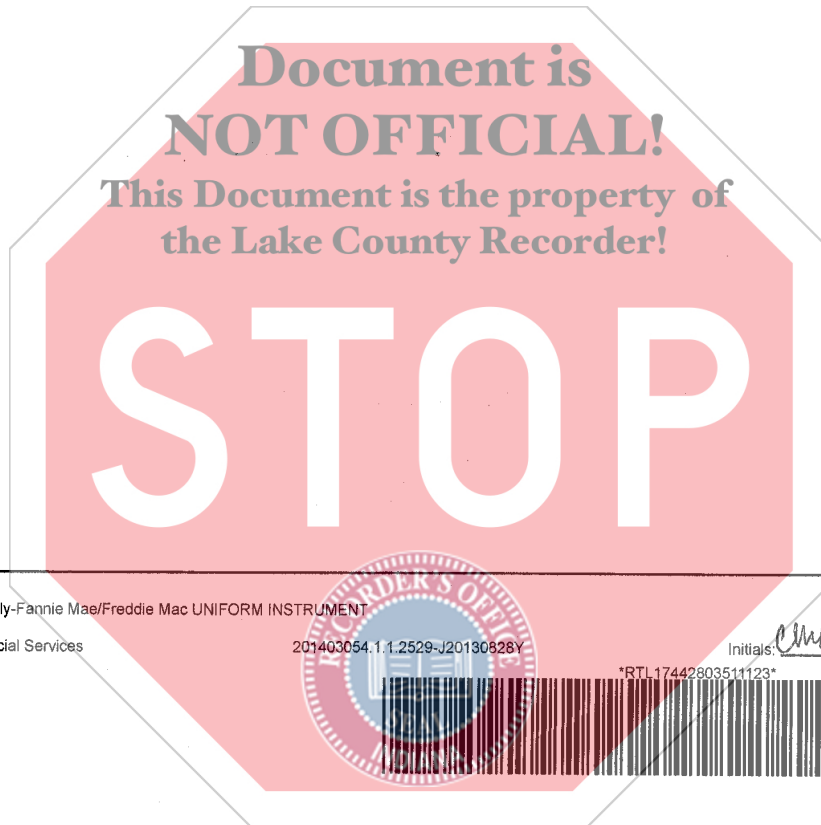 Document is
NOT OFFICIAL!
This Document is the property of
the Lake County Recorder!
STOP
ly-Fannie Mae/Freddie Mac UNIFORM INSTRUMENT
cial Services 201403054.1.1.2529-J20130828Y Initials:
*RTL17442803511123*
RECORDER'S OFFICE
SEAL
INDIANA